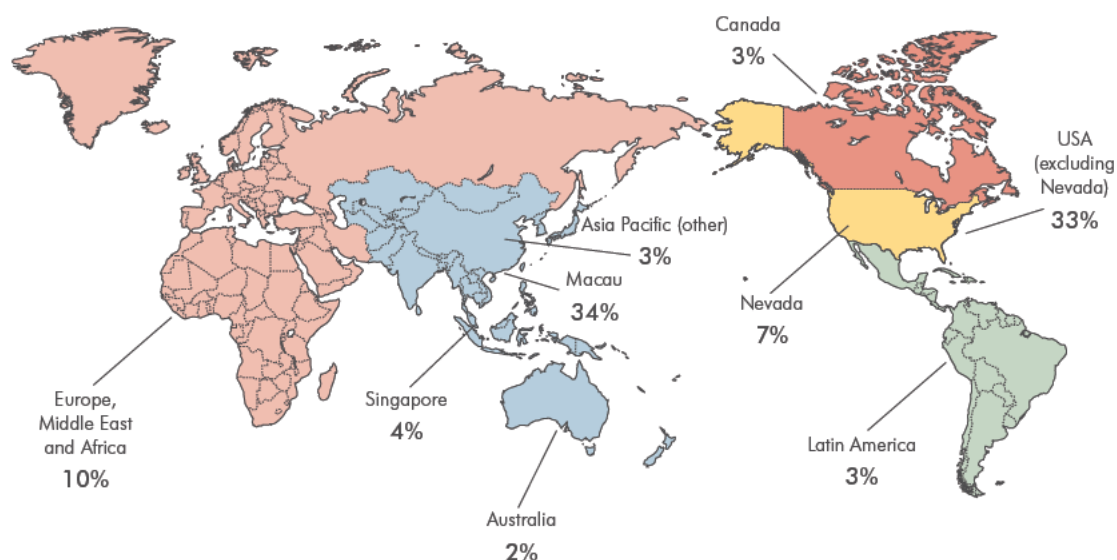 Canada
3%
USA
(excluding
Nevada)
33%
Asia Pacific (other)
3%
Macau
34%
Nevada
7%
Europe,
Middle East
and Africa
10%
Singapore
4%
Latin America
3%
Australia
2%